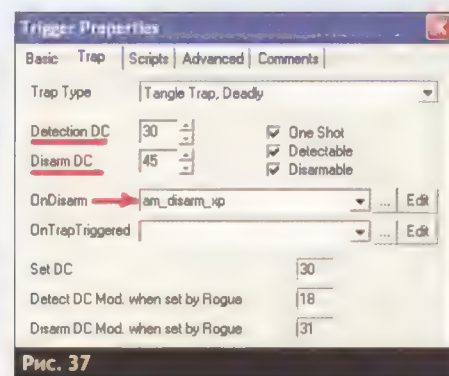 Trigger Properties
Basic Trap Scripts Advanced Comments
Trap Type Tangle Trap, Deadly
Detection DC 30 One Shot
Disarm DC 45 Detectable
Disarmable
OnDisarm am_disarm_xp ... Edit
OnTrapTriggered ... Edit
Set DC 30
Detect DC Mod. when set by Rogue 18
Disarm DC Mod. when set by Rogue 31
Рис. 37